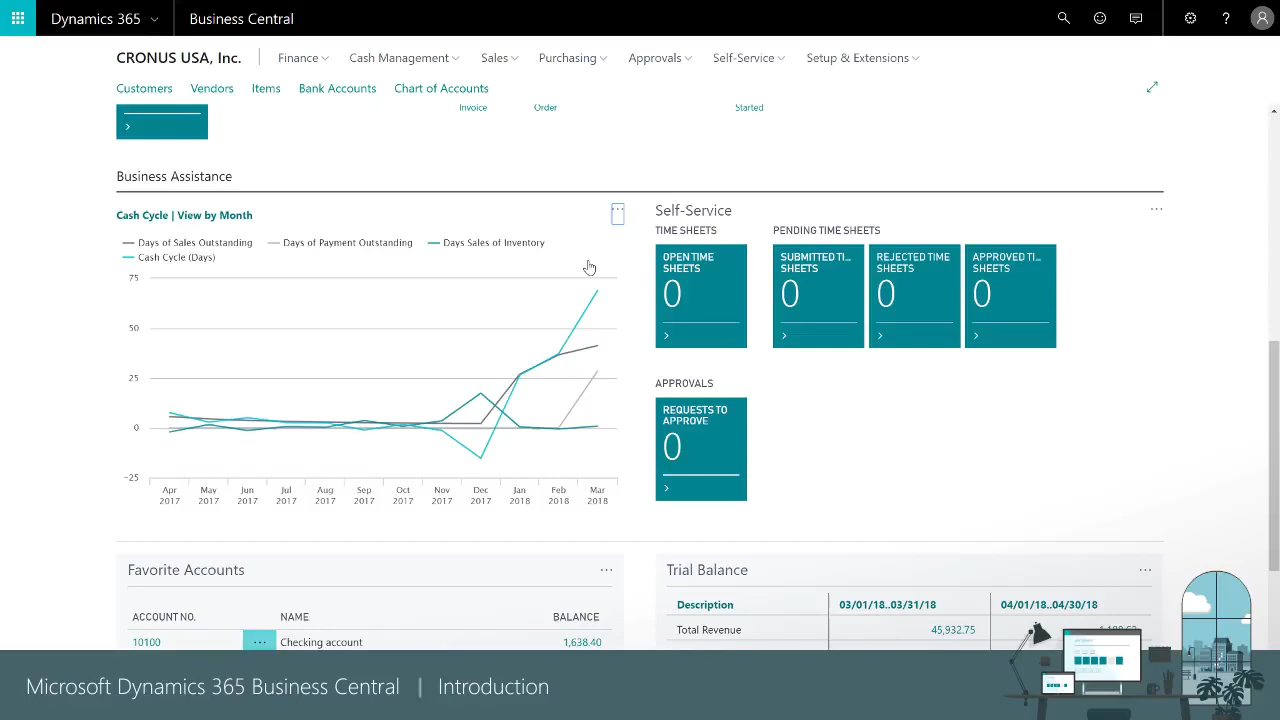 Dynamics 365 Business Central
CRONUS USA, Inc. Finance Cash Management Sales Purchasing Approvals Self-Service Setup & Extensions
Customers Vendors Items Bank Accounts Chart of Accounts
Invoice Order Started
Business Assistance
Cash Cycle | View by Month
Days of Sales Outstanding Days of Payment Outstanding Days Sales of Inventory
Cash Cycle (Days)
75
50
25
0
-25
Apr 2017
May 2017
Jun 2017
Jul 2017
Aug 2017
Sep 2017
Oct 2017
Nov 2017
Dec 2017
Jan 2018
Feb 2018
Mar 2018
Self-Service
TIME SHEETS PENDING TIME SHEETS
OPEN TIME
SHEETS
0
SUBMITTED TI...
SHEETS
0
REJECTED TIME
SHEETS
0
APPROVED TI...
SHEETS
0
APPROVALS
REQUESTS TO
APPROVE
0
Favorite Accounts
ACCOUNT NO. NAME BALANCE
10100 Checking account 1,638.40
Trial Balance
Description 03/01/18..03/31/18 04/01/18..04/30/18
Total Revenue 45,932.75
Microsoft Dynamics 365 Business Central | Introduction